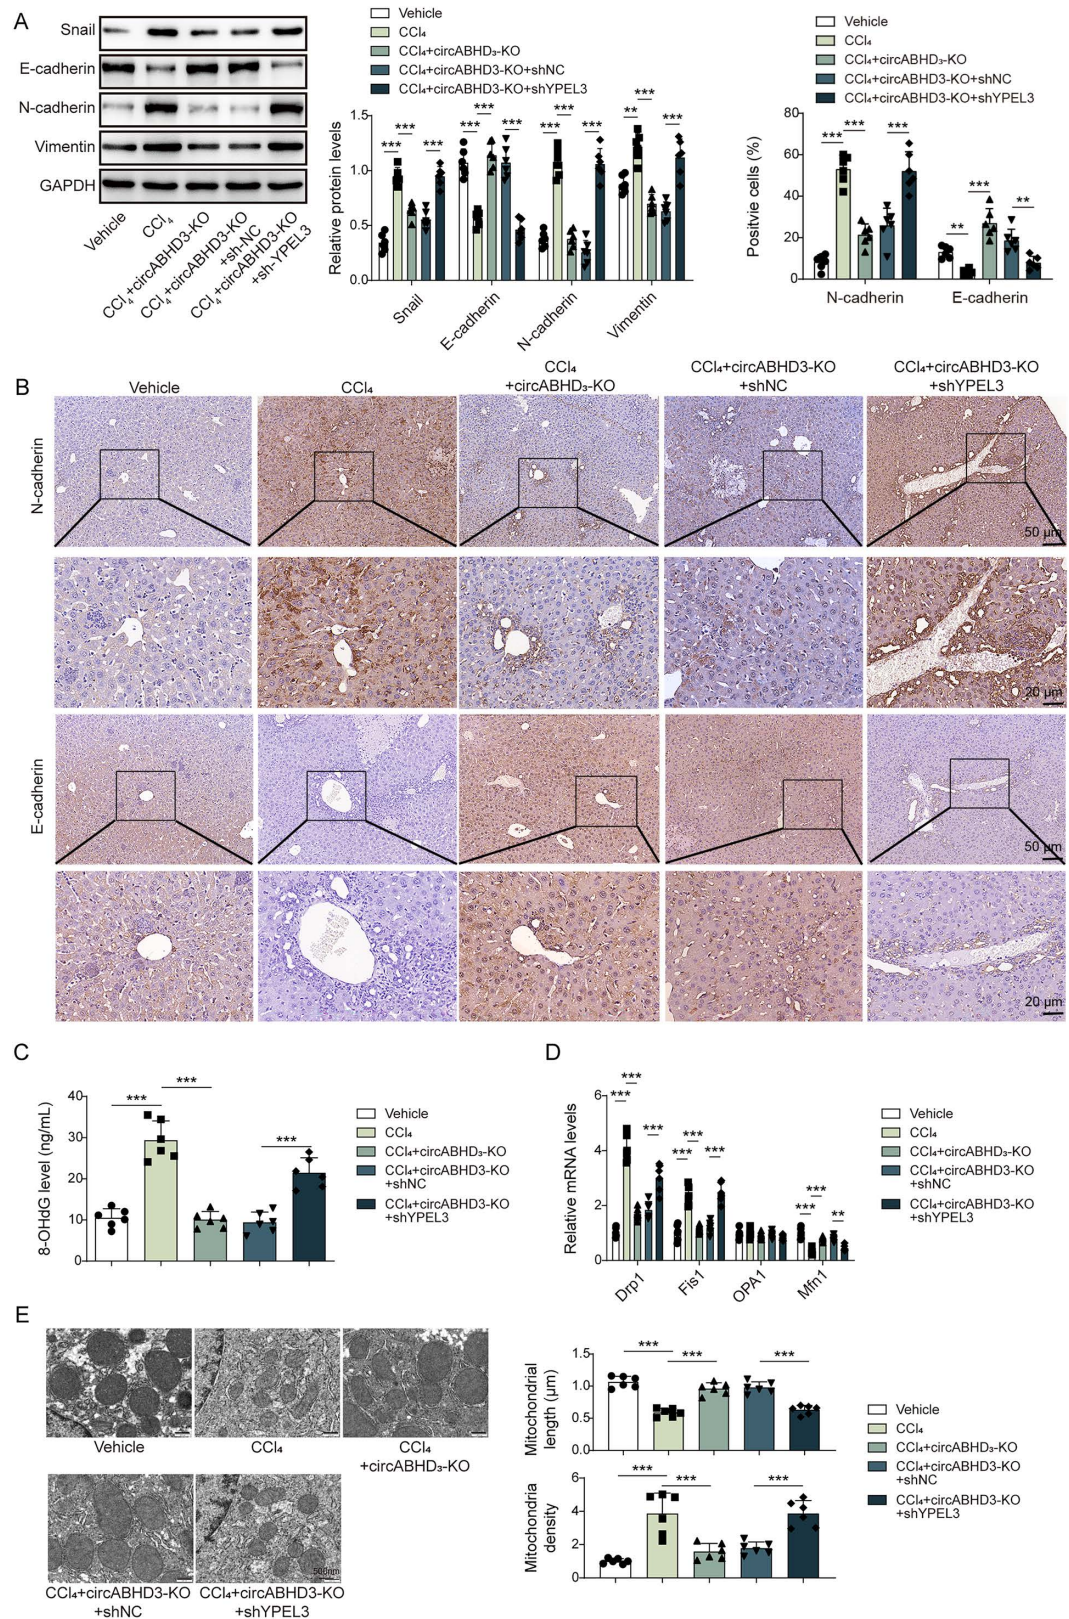 A
Snail
E-cadherin
N-cadherin
Vimentin
GAPDH
Vehicle
CCl₄
CCl₄+circABHD3-KO
CCl₄+circABHD3-KO
+sh-NC
CCl₄+circABHD3-KO
+sh-YPEL3
Vehicle
CCl₄
CCl₄+circABHD₃-KO
CCl₄+circABHD3-KO+shNC
CCl₄+circABHD3-KO+shYPEL3
Relative protein levels
1.5
1.0
0.5
0.0
*** *** *** *** *** *** *** *** *** ** *** ***
Snail
E-cadherin
N-cadherin
Vimentin
Vehicle
CCl₄
CCl₄+circABHD₃-KO
CCl₄+circABHD3-KO+shNC
CCl₄+circABHD3-KO+shYPEL3
Positvie cells (%)
80
60
40
20
0
*** *** *** ** *** **
N-cadherin E-cadherin
B
Vehicle
CCl₄
CCl₄
+circABHD₃-KO
CCl₄+circABHD3-KO
+shNC
CCl₄+circABHD3-KO
+shYPEL3
N-cadherin
50 µm
20 µm
E-cadherin
50 µm
20 µm
C
8-OHdG level (ng/mL)
40
30
20
10
0
*** *** ***
Vehicle
CCl₄
CCl₄+circABHD₃-KO
CCl₄+circABHD3-KO
+shNC
CCl₄+circABHD3-KO
+shYPEL3
D
Relative mRNA levels
6
4
2
0
*** *** *** *** *** *** *** *** **
Drp1
Fis1
OPA1
Mfn1
Vehicle
CCl₄
CCl₄+circABHD₃-KO
CCl₄+circABHD3-KO
+shNC
CCl₄+circABHD3-KO
+shYPEL3
E
Vehicle
CCl₄
CCl₄
+circABHD₃-KO
500nm
CCl₄+circABHD3-KO
+shNC
CCl₄+circABHD3-KO
+shYPEL3
Mitochondrial
length (µm)
1.5
1.0
0.5
0.0
*** *** ***
Mitochondria
density
6
4
2
0
*** *** ***
Vehicle
CCl₄
CCl₄+circABHD₃-KO
CCl₄+circABHD3-KO
+shNC
CCl₄+circABHD3-KO
+shYPEL3